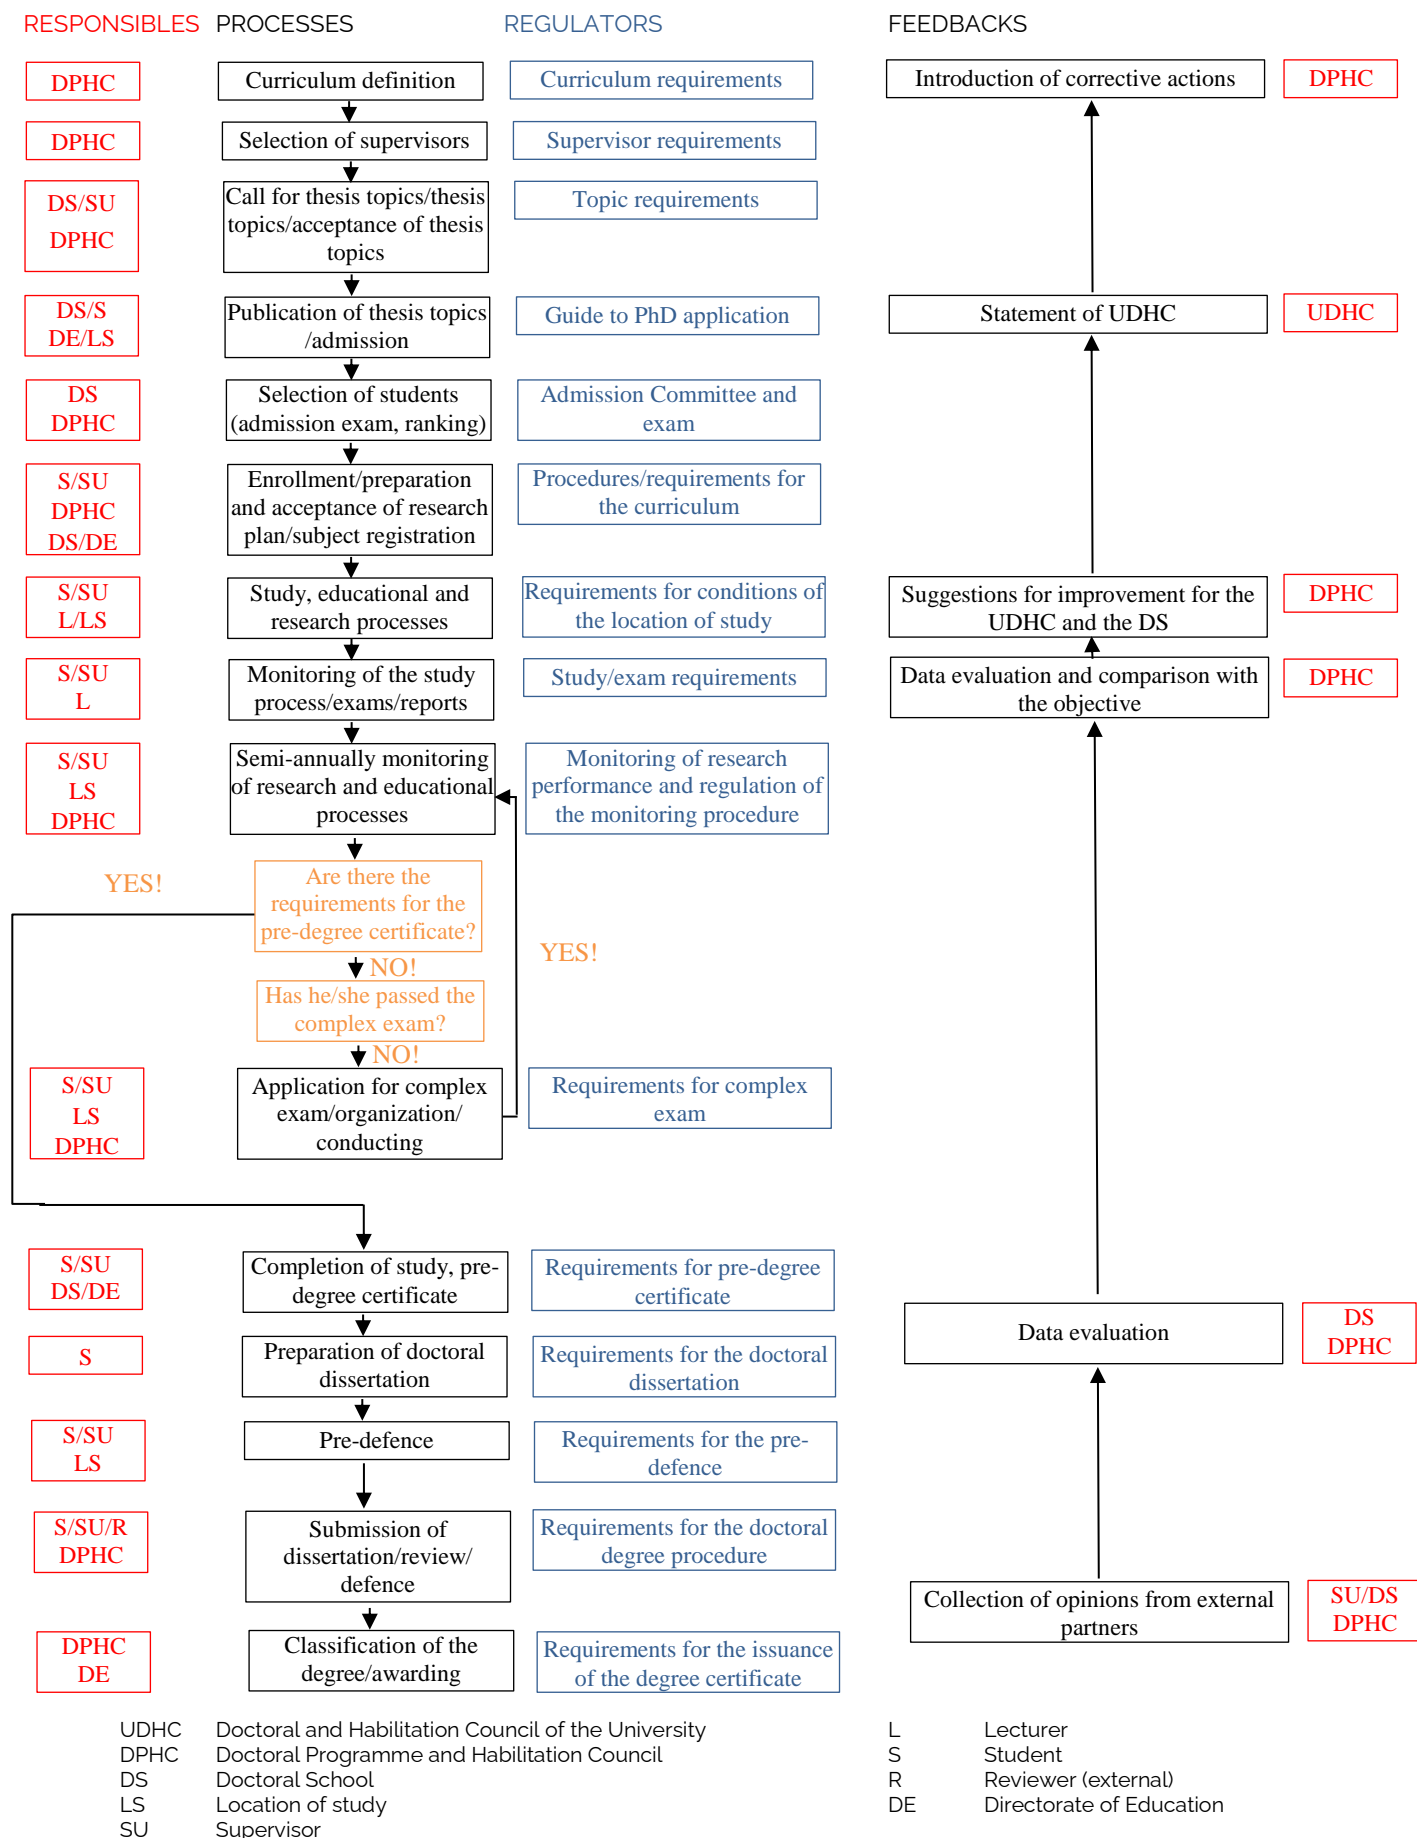 RESPONSIBLES PROCESSES REGULATORS FEEDBACKS
DPHC
Curriculum definition
Curriculum requirements
Introduction of corrective actions
DPHC
DPHC
Selection of supervisors
Supervisor requirements
DS/SU
DPHC
Call for thesis topics/thesis
topics/acceptance of thesis
topics
Topic requirements
DS/S
DE/LS
Publication of thesis topics
/admission
Guide to PhD application
Statement of UDHC
UDHC
DS
DPHC
Selection of students
(admission exam, ranking)
Admission Committee and
exam
S/SU
DPHC
DS/DE
Enrollment/preparation
and acceptance of research
plan/subject registration
Procedures/requirements for
the curriculum
S/SU
L/LS
Study, educational and
research processes
Requirements for conditions of
the location of study
Suggestions for improvement for the
UDHC and the DS
DPHC
S/SU
L
Monitoring of the study
process/exams/reports
Study/exam requirements
Data evaluation and comparison with
the objective
DPHC
S/SU
LS
DPHC
Semi-annually monitoring
of research and educational
processes
Monitoring of research
performance and regulation of
the monitoring procedure
YES!
Are there the
requirements for the
pre-degree certificate?
YES!
NO!
Has he/she passed the
complex exam?
NO!
S/SU
LS
DPHC
Application for complex
exam/organization/
conducting
Requirements for complex
exam
S/SU
DS/DE
Completion of study, pre-
degree certificate
Requirements for pre-degree
certificate
Data evaluation
DS
DPHC
S
Preparation of doctoral
dissertation
Requirements for the doctoral
dissertation
S/SU
LS
Pre-defence
Requirements for the pre-
defence
S/SU/R
DPHC
Submission of
dissertation/review/
defence
Requirements for the doctoral
degree procedure
Collection of opinions from external
partners
SU/DS
DPHC
DPHC
DE
Classification of the
degree/awarding
Requirements for the issuance
of the degree certificate
UDHC Doctoral and Habilitation Council of the University
DPHC Doctoral Programme and Habilitation Council
DS Doctoral School
LS Location of study
SU Supervisor
L Lecturer
S Student
R Reviewer (external)
DE Directorate of Education